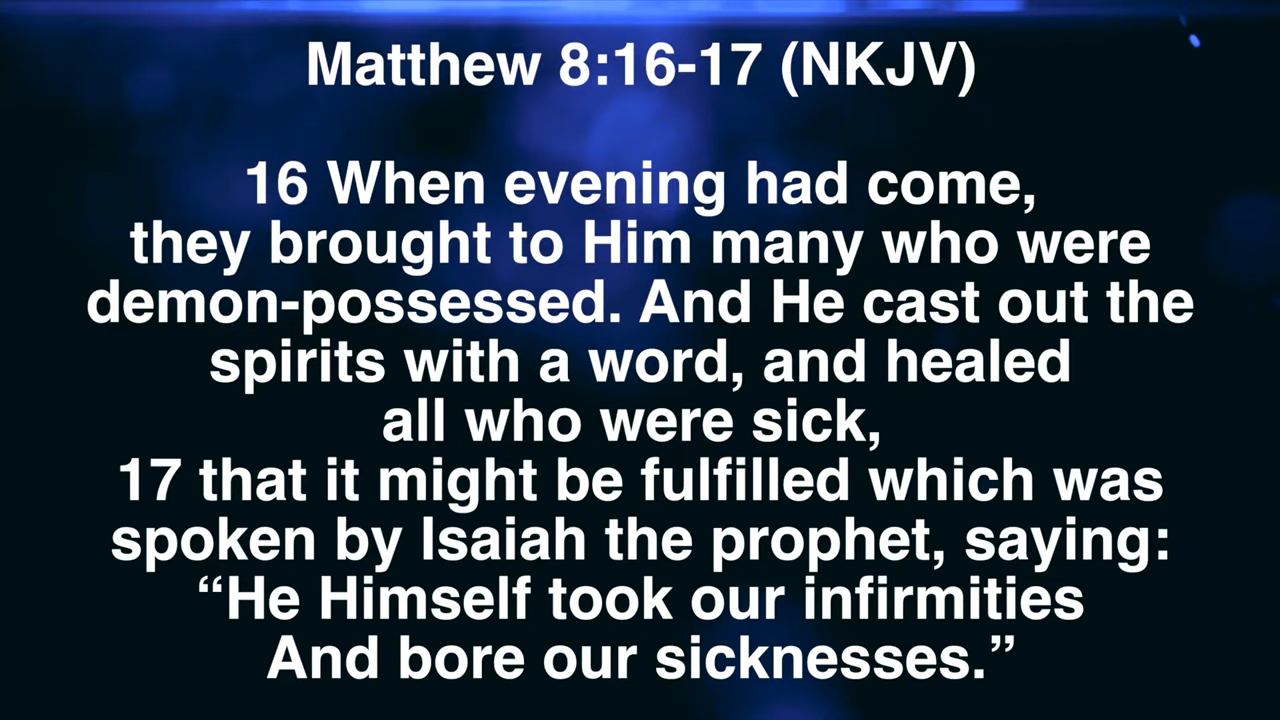 Matthew 8:16-17 (NKJV)
16 When evening had come,
they brought to Him many who were
demon-possessed. And He cast out the
spirits with a word, and healed
all who were sick,
17 that it might be fulfilled which was
spoken by Isaiah the prophet, saying:
“He Himself took our infirmities
And bore our sicknesses.”